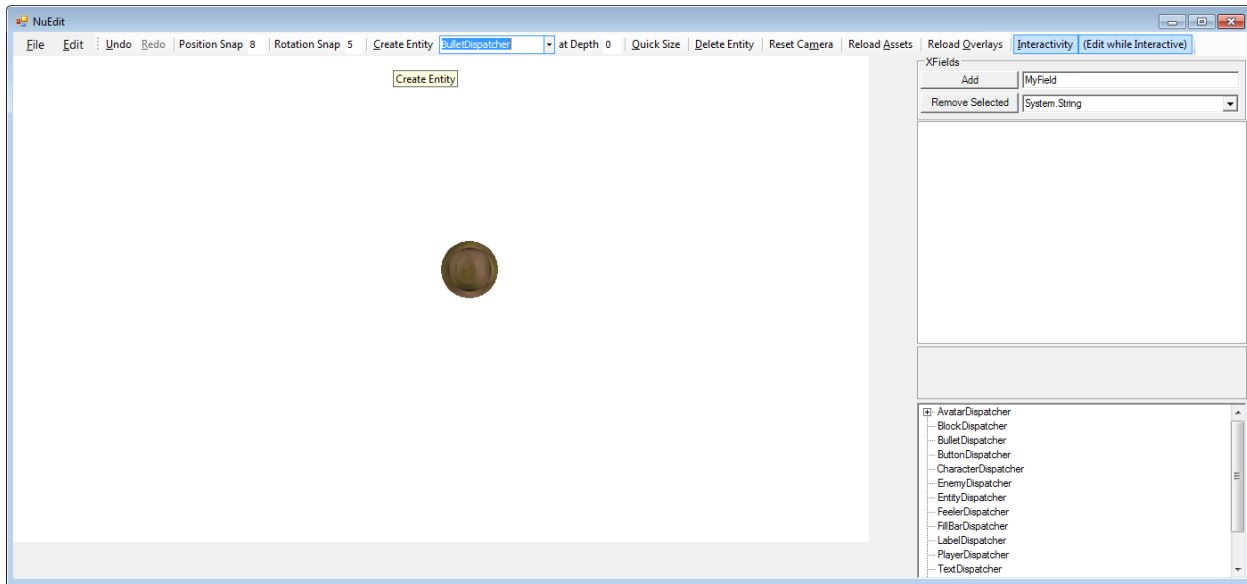 NuEdit
File Edit Undo Redo Position Snap 8 Rotation Snap 5 Create Entity BulletDispatcher at Depth 0 Quick Size Delete Entity Reset Camera Reload Assets Reload Overlays Interactivity (Edit while Interactive)
Create Entity
XFields
Add MyField
Remove Selected System.String
AvatarDispatcher
BlockDispatcher
BulletDispatcher
ButtonDispatcher
CharacterDispatcher
EnemyDispatcher
EntityDispatcher
FeelerDispatcher
FillBarDispatcher
LabelDispatcher
PlayerDispatcher
TextDispatcher